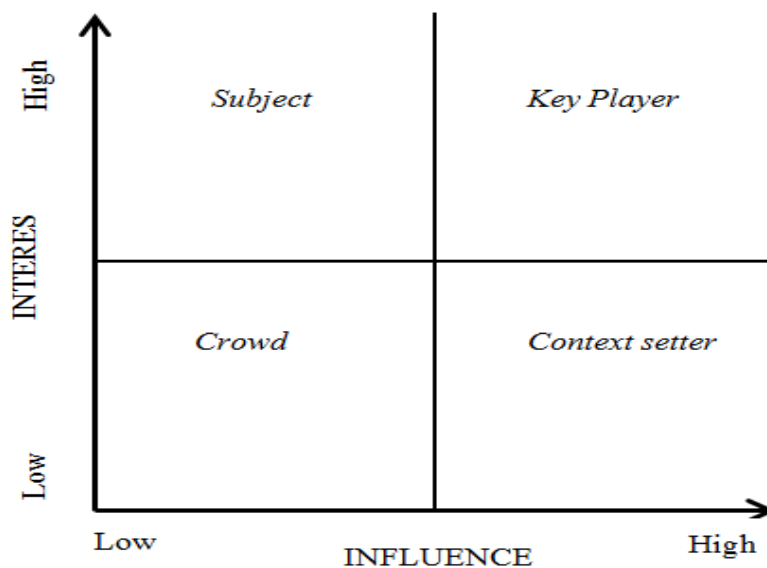 High
Subject
Key Player
INTERES
Crowd
Context setter
Low
Low
INFLUENCE
High